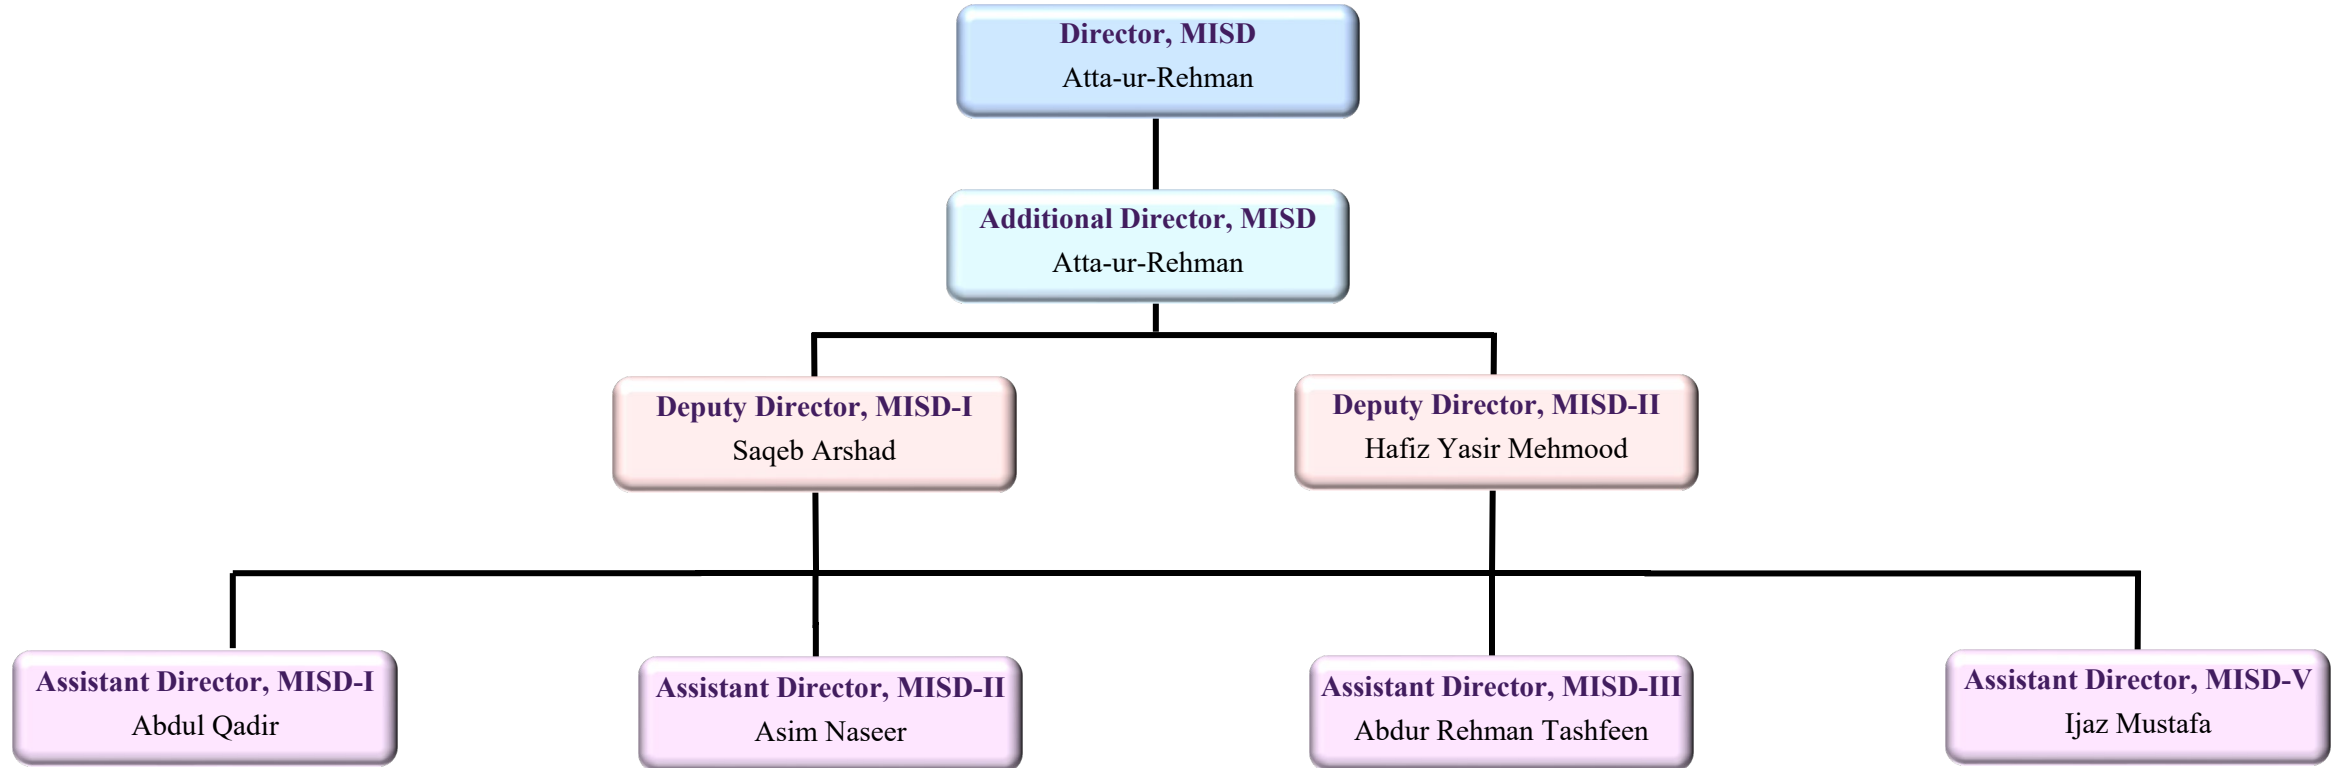 Director, MISD
Atta-ur-Rehman
Additional Director, MISD
Atta-ur-Rehman
Deputy Director, MISD-I
Saqeb Arshad
Deputy Director, MISD-II
Hafiz Yasir Mehmood
Assistant Director, MISD-I
Abdul Qadir
Assistant Director, MISD-II
Asim Naseer
Assistant Director, MISD-III
Abdur Rehman Tashfeen
Assistant Director, MISD-V
Ijaz Mustafa